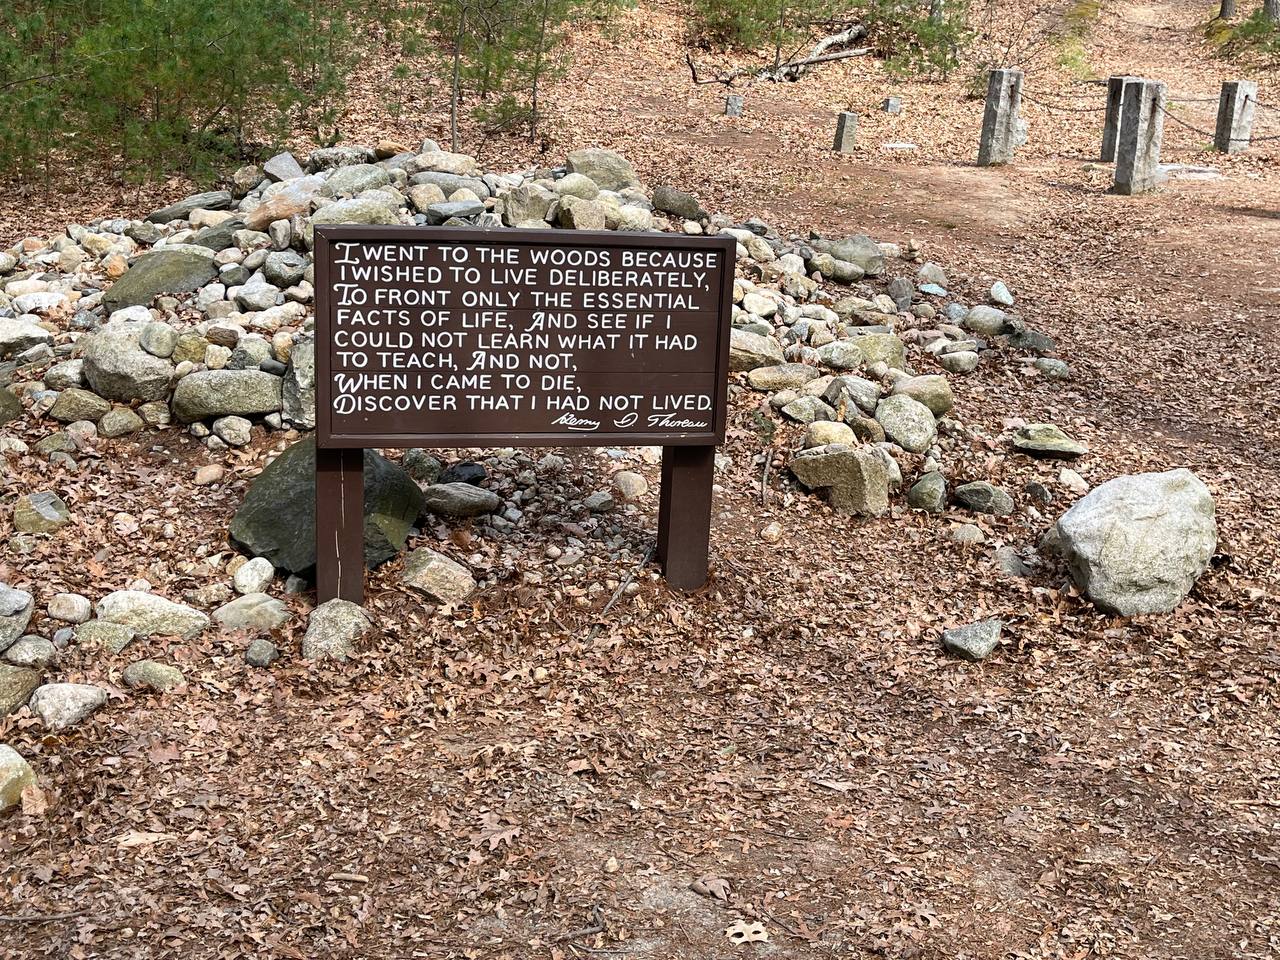 I WENT TO THE WOODS BECAUSE
I WISHED TO LIVE DELIBERATELY,
TO FRONT ONLY THE ESSENTIAL
FACTS OF LIFE, AND SEE IF I
COULD NOT LEARN WHAT IT HAD
TO TEACH, AND NOT,
WHEN I CAME TO DIE,
DISCOVER THAT I HAD NOT LIVED.
Henry D Thoreau